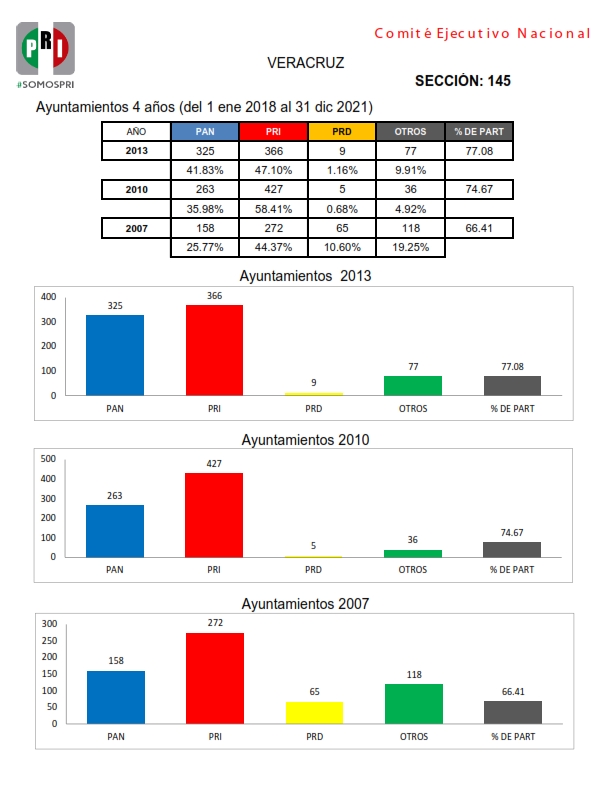 Comité Ejecutivo Nacional
PRI
#SOMOSPRI
VERACRUZ
SECCIÓN: 145
Ayuntamientos 4 años (del 1 ene 2018 al 31 dic 2021)
AÑO PAN PRI PRD OTROS % DE PART
2013 325 366 9 77 77.08
41.83% 47.10% 1.16% 9.91%
2010 263 427 5 36 74.67
35.98% 58.41% 0.68% 4.92%
2007 158 272 65 118 66.41
25.77% 44.37% 10.60% 19.25%
Ayuntamientos 2013
400
300
200
100
0
325 366 9 77 77.08
PAN PRI PRD OTROS % DE PART
Ayuntamientos 2010
500
400
300
200
100
0
263 427 5 36 74.67
PAN PRI PRD OTROS % DE PART
Ayuntamientos 2007
300
250
200
150
100
50
0
158 272 65 118 66.41
PAN PRI PRD OTROS % DE PART